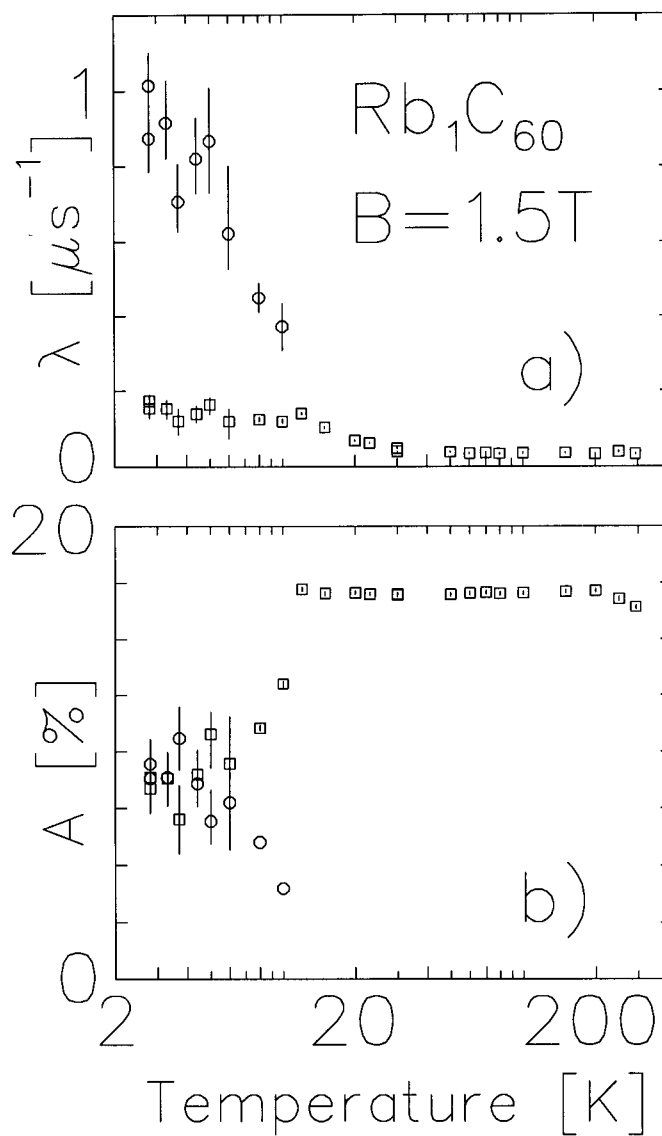 1
Rb₁C₆₀
B=1.5T
λ [μs⁻¹]
a)
0
20
A [%]
b)
0
2 20 200
Temperature [K]